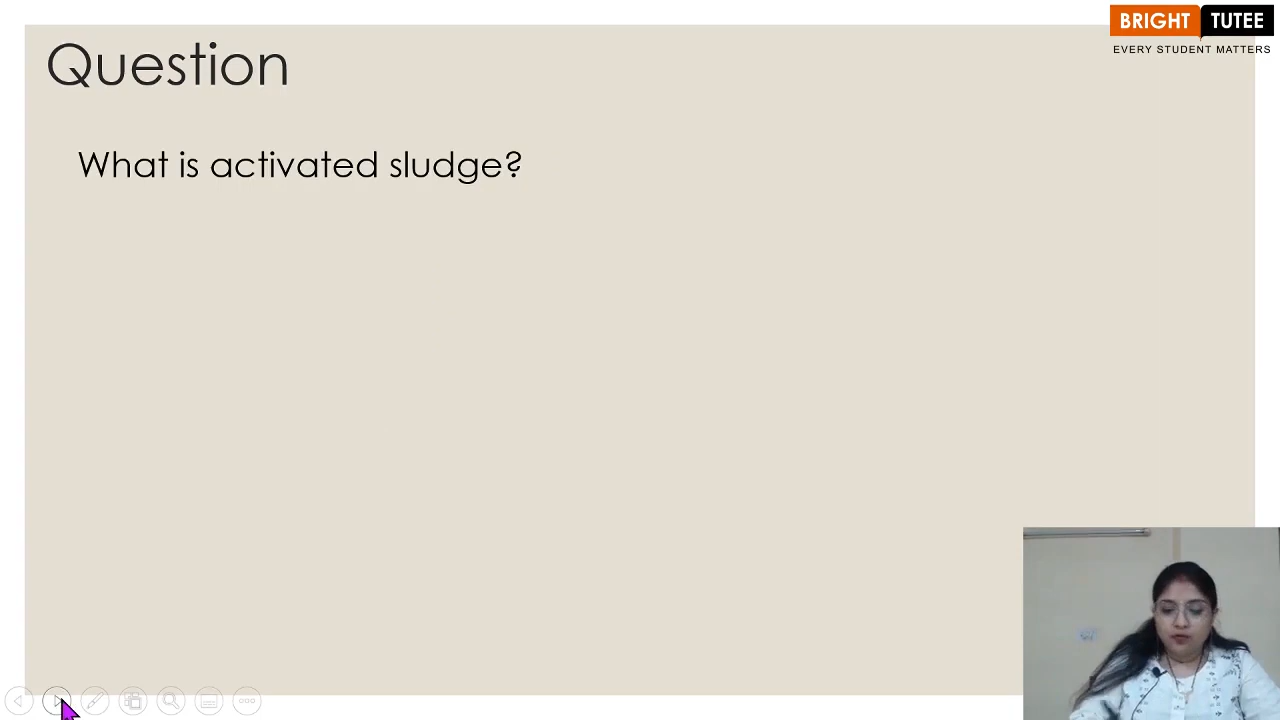 BRIGHT TUTEE
EVERY STUDENT MATTERS
Question
What is activated sludge?